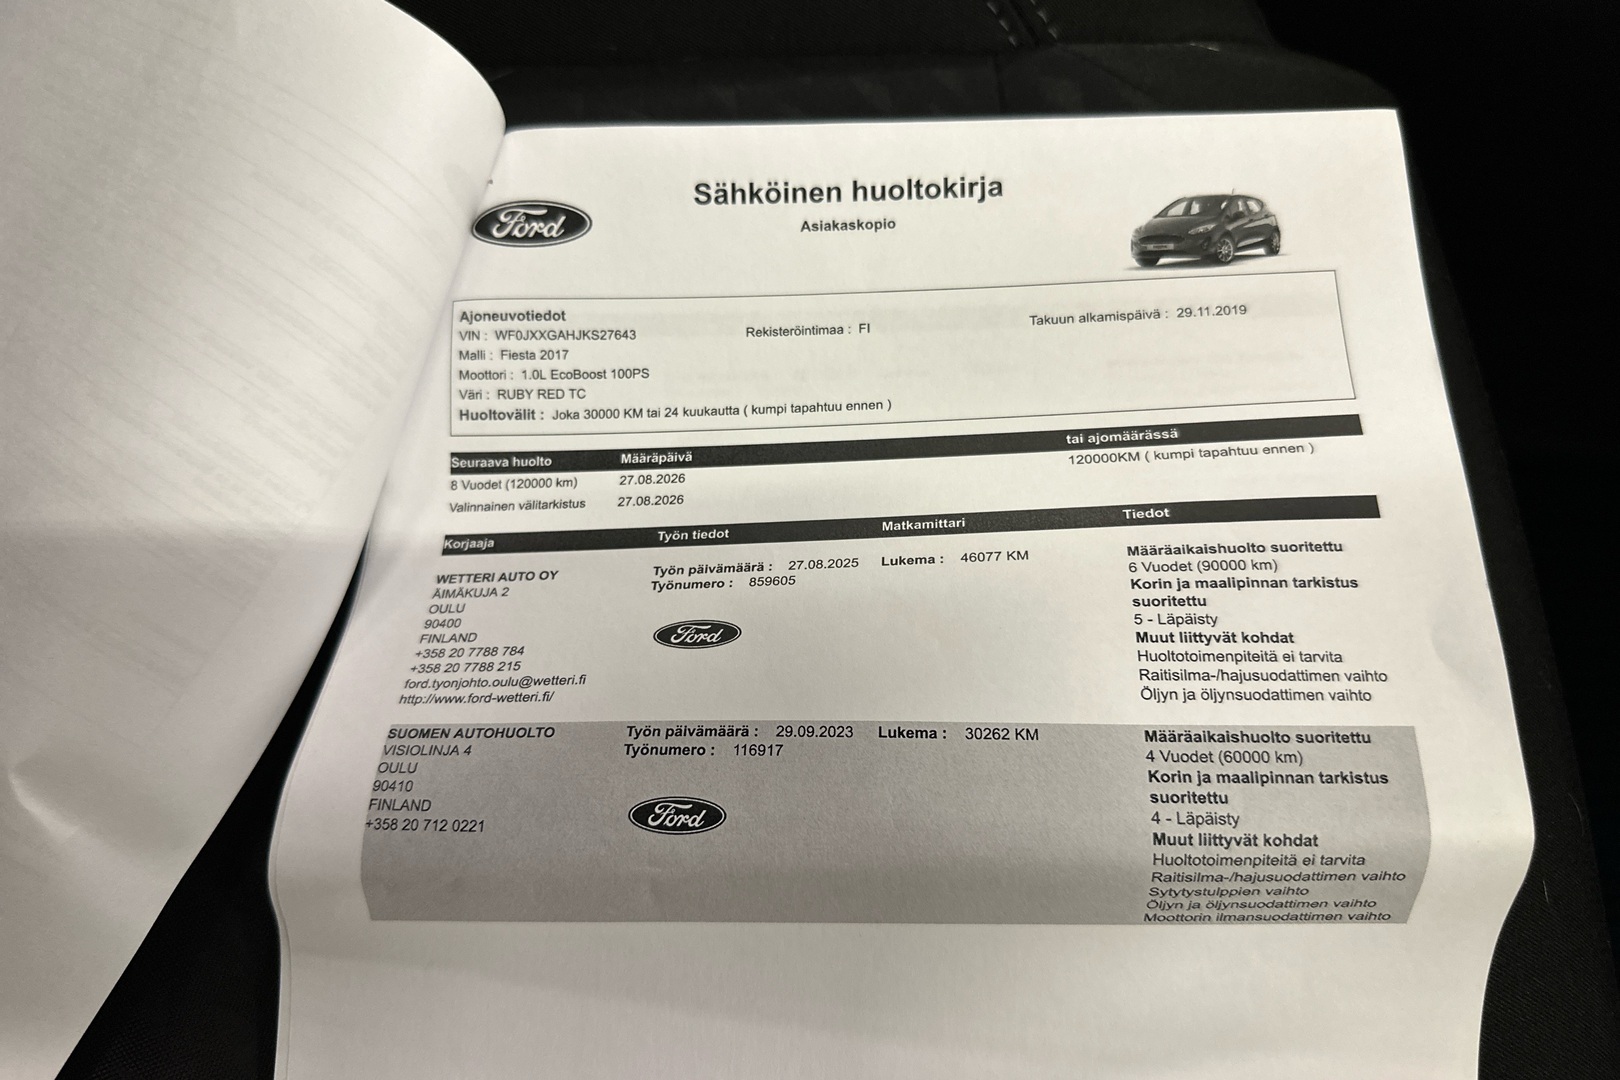 Sähköinen huoltokirja
Asiakaskopio
Ford
Ajoneuvotiedot
VIN : WF0JXXGAHJKS27643
Rekisteröintimaa : FI
Takuun alkamispäivä : 29.11.2019
Malli : Fiesta 2017
Moottori : 1.0L EcoBoost 100PS
Väri : RUBY RED TC
Huoltovälit : Joka 30000 KM tai 24 kuukautta ( kumpi tapahtuu ennen )
Seuraava huolto Määräpäivä tai ajomäärässä
8 Vuodet (120000 km) 27.08.2026 120000KM ( kumpi tapahtuu ennen )
Valinnainen välitarkistus 27.08.2026
Korjaaja Työn tiedot Matkamittari Tiedot
WETTERI AUTO OY
ÄIMÄKUJA 2
OULU
90400
FINLAND
+358 20 7788 784
+358 20 7788 215
ford.tyonjohto.oulu@wetteri.fi
http://www.ford-wetteri.fi/
Työn päivämäärä : 27.08.2025
Työnumero : 859605
Ford
Lukema : 46077 KM
Määräaikaishuolto suoritettu
6 Vuodet (90000 km)
Korin ja maalipinnan tarkistus
suoritettu
5 - Läpäisty
Muut liittyvät kohdat
Huoltotoimenpiteitä ei tarvita
Raitisilma-/hajusuodattimen vaihto
Öljyn ja öljynsuodattimen vaihto
SUOMEN AUTOHUOLTO
VISIOLINJA 4
OULU
90410
FINLAND
+358 20 712 0221
Työn päivämäärä : 29.09.2023
Työnumero : 116917
Ford
Lukema : 30262 KM
Määräaikaishuolto suoritettu
4 Vuodet (60000 km)
Korin ja maalipinnan tarkistus
suoritettu
4 - Läpäisty
Muut liittyvät kohdat
Huoltotoimenpiteitä ei tarvita
Raitisilma-/hajusuodattimen vaihto
Sytytystulppien vaihto
Öljyn ja öljynsuodattimen vaihto
Moottorin ilmansuodattimen vaihto